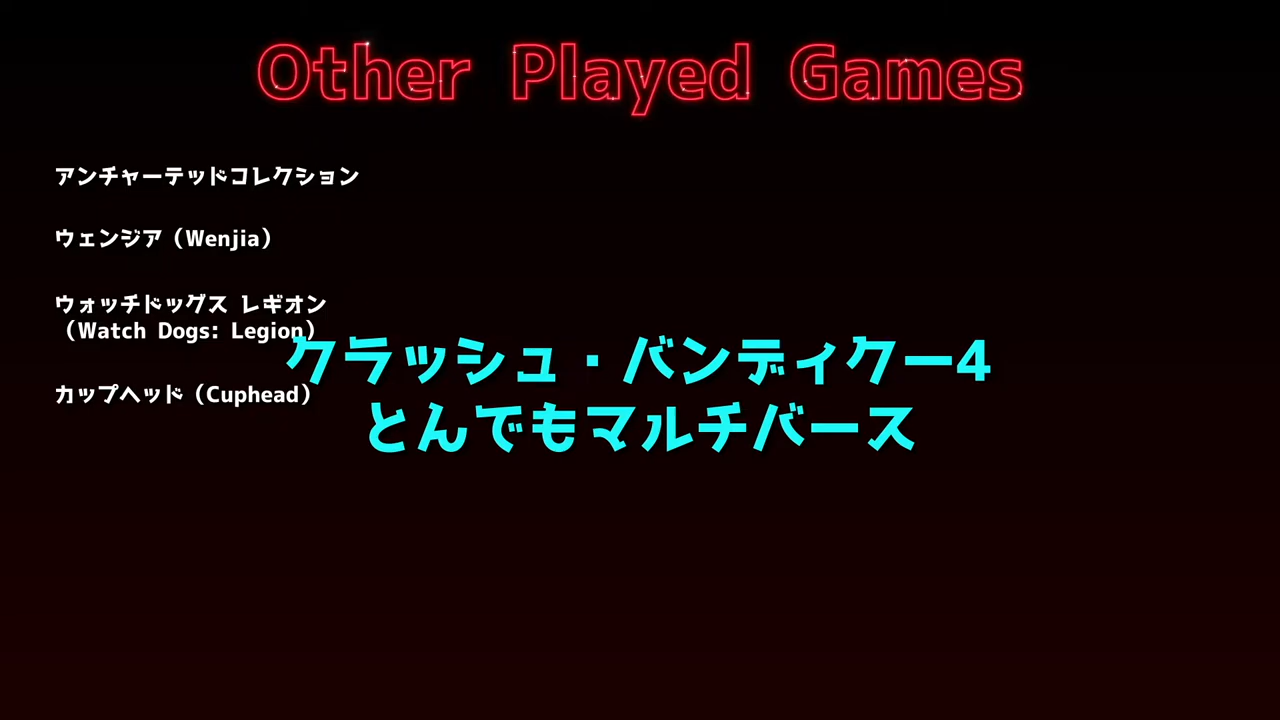 Other Played Games
アンチャーテッドコレクション
ウェンジア（Wenjia）
ウォッチドッグス レギオン
（Watch Dogs: Legion）
カップヘッド（Cuphead）
クラッシュ・バンディクー4
とんでもマルチバース